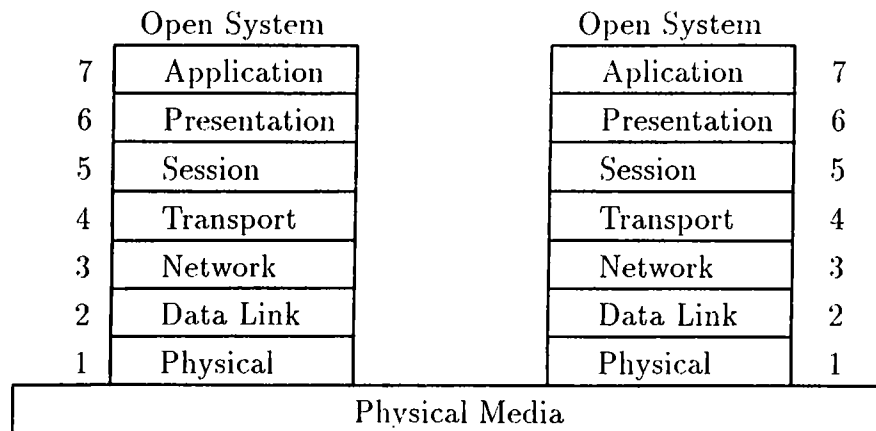 Open System Open System
7 Application Aplication 7
6 Presentation Presentation 6
5 Session Session 5
4 Transport Transport 4
3 Network Network 3
2 Data Link Data Link 2
1 Physical Physical 1
Physical Media